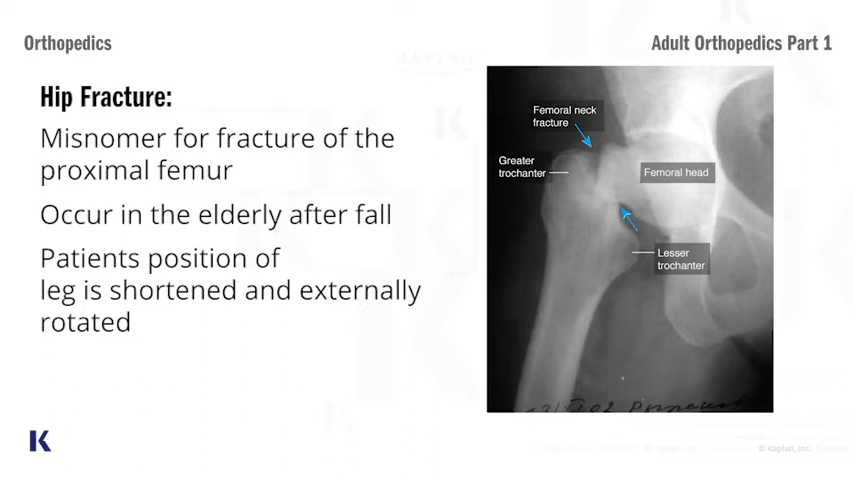 Orthopedics
Adult Orthopedics Part 1
Hip Fracture:
Misnomer for fracture of the
proximal femur
Occur in the elderly after fall
Patients position of
leg is shortened and externally
rotated
Femoral neck
fracture
Greater
trochanter
Femoral head
Lesser
trochanter
K
© Kaplan, Inc.